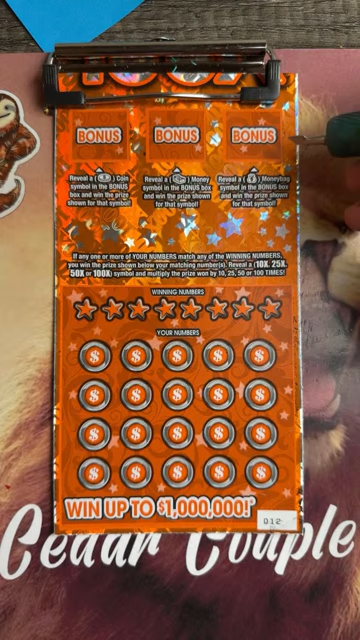 BONUS BONUS BONUS
Reveal a ( ) Coin
symbol in the BONUS
box and win the prize
shown for that symbol!
Reveal a ( ) Money
symbol in the BONUS box
and win the prize shown
for that symbol!
Reveal a ( ) Moneybag
symbol in the BONUS box
and win the prize shown
for that symbol!
If any one or more of YOUR NUMBERS match any of the WINNING NUMBERS,
you win the prize shown below your matching number(s). Reveal a (10X, 25X,
50X or 100X) symbol and multiply the prize won by 10, 25, 50 or 100 TIMES!
WINNING NUMBERS
YOUR NUMBERS
$ $ $ $ $
$ $ $ $ $
$ $ $ $ $
$ $ $ $ $
WIN UP TO $1,000,000!
012
Cedar Couple